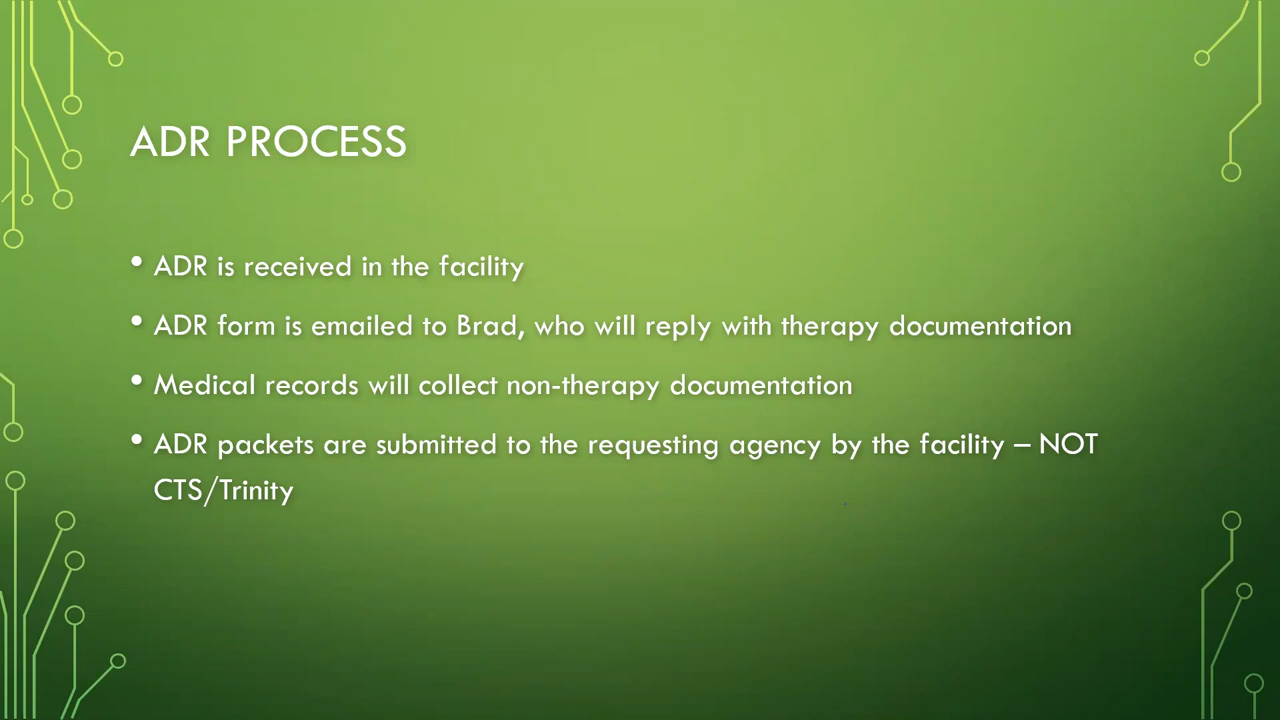 ADR PROCESS
• ADR is received in the facility
• ADR form is emailed to Brad, who will reply with therapy documentation
• Medical records will collect non-therapy documentation
• ADR packets are submitted to the requesting agency by the facility – NOT
CTS/Trinity